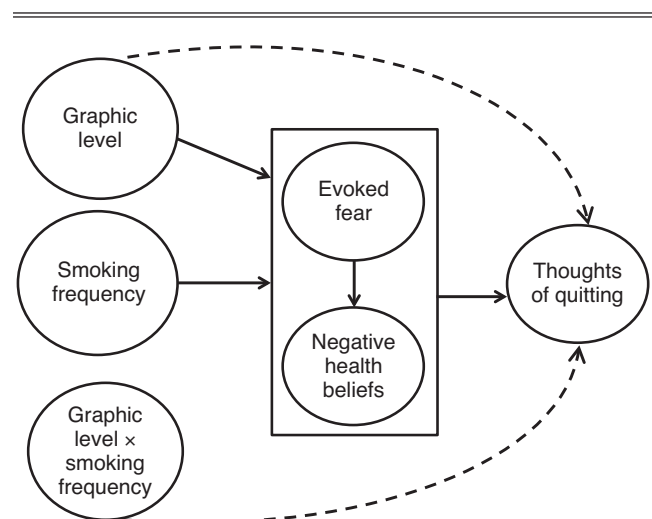 Graphic
level
Evoked
fear
Smoking
frequency
Thoughts
of quitting
Negative
health
beliefs
Graphic
level ×
smoking
frequency